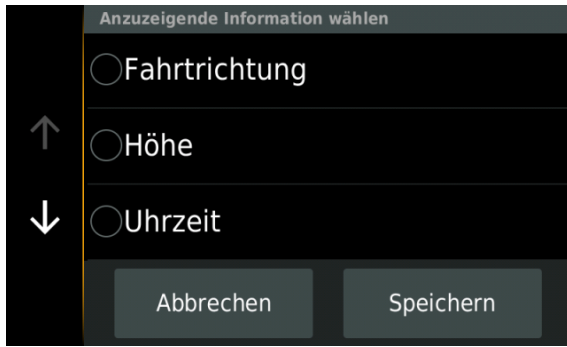 Anzuzeigende Information wählen
Fahrtrichtung
Höhe
Uhrzeit
Abbrechen Speichern